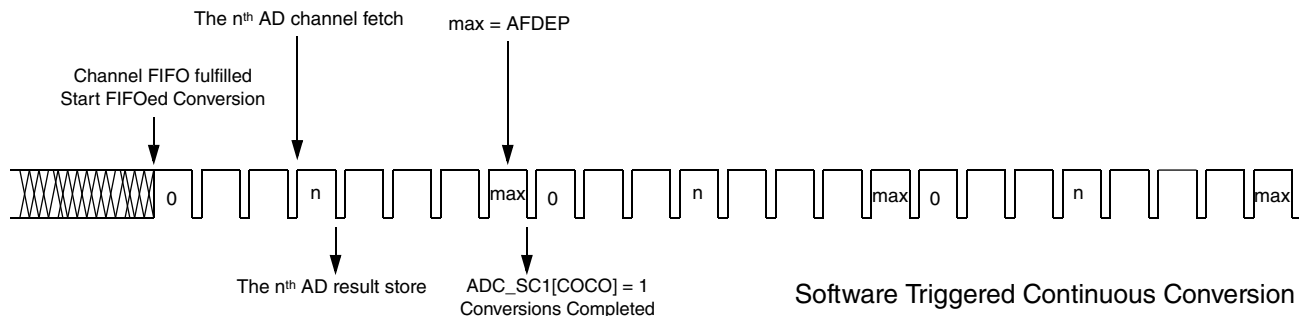 The nth AD channel fetch
max = AFDEP
Channel FIFO fulfilled
Start FIFOed Conversion
0 n max 0 n max 0 n max
The nth AD result store
ADC_SC1[COCO] = 1
Conversions Completed
Software Triggered Continuous Conversion